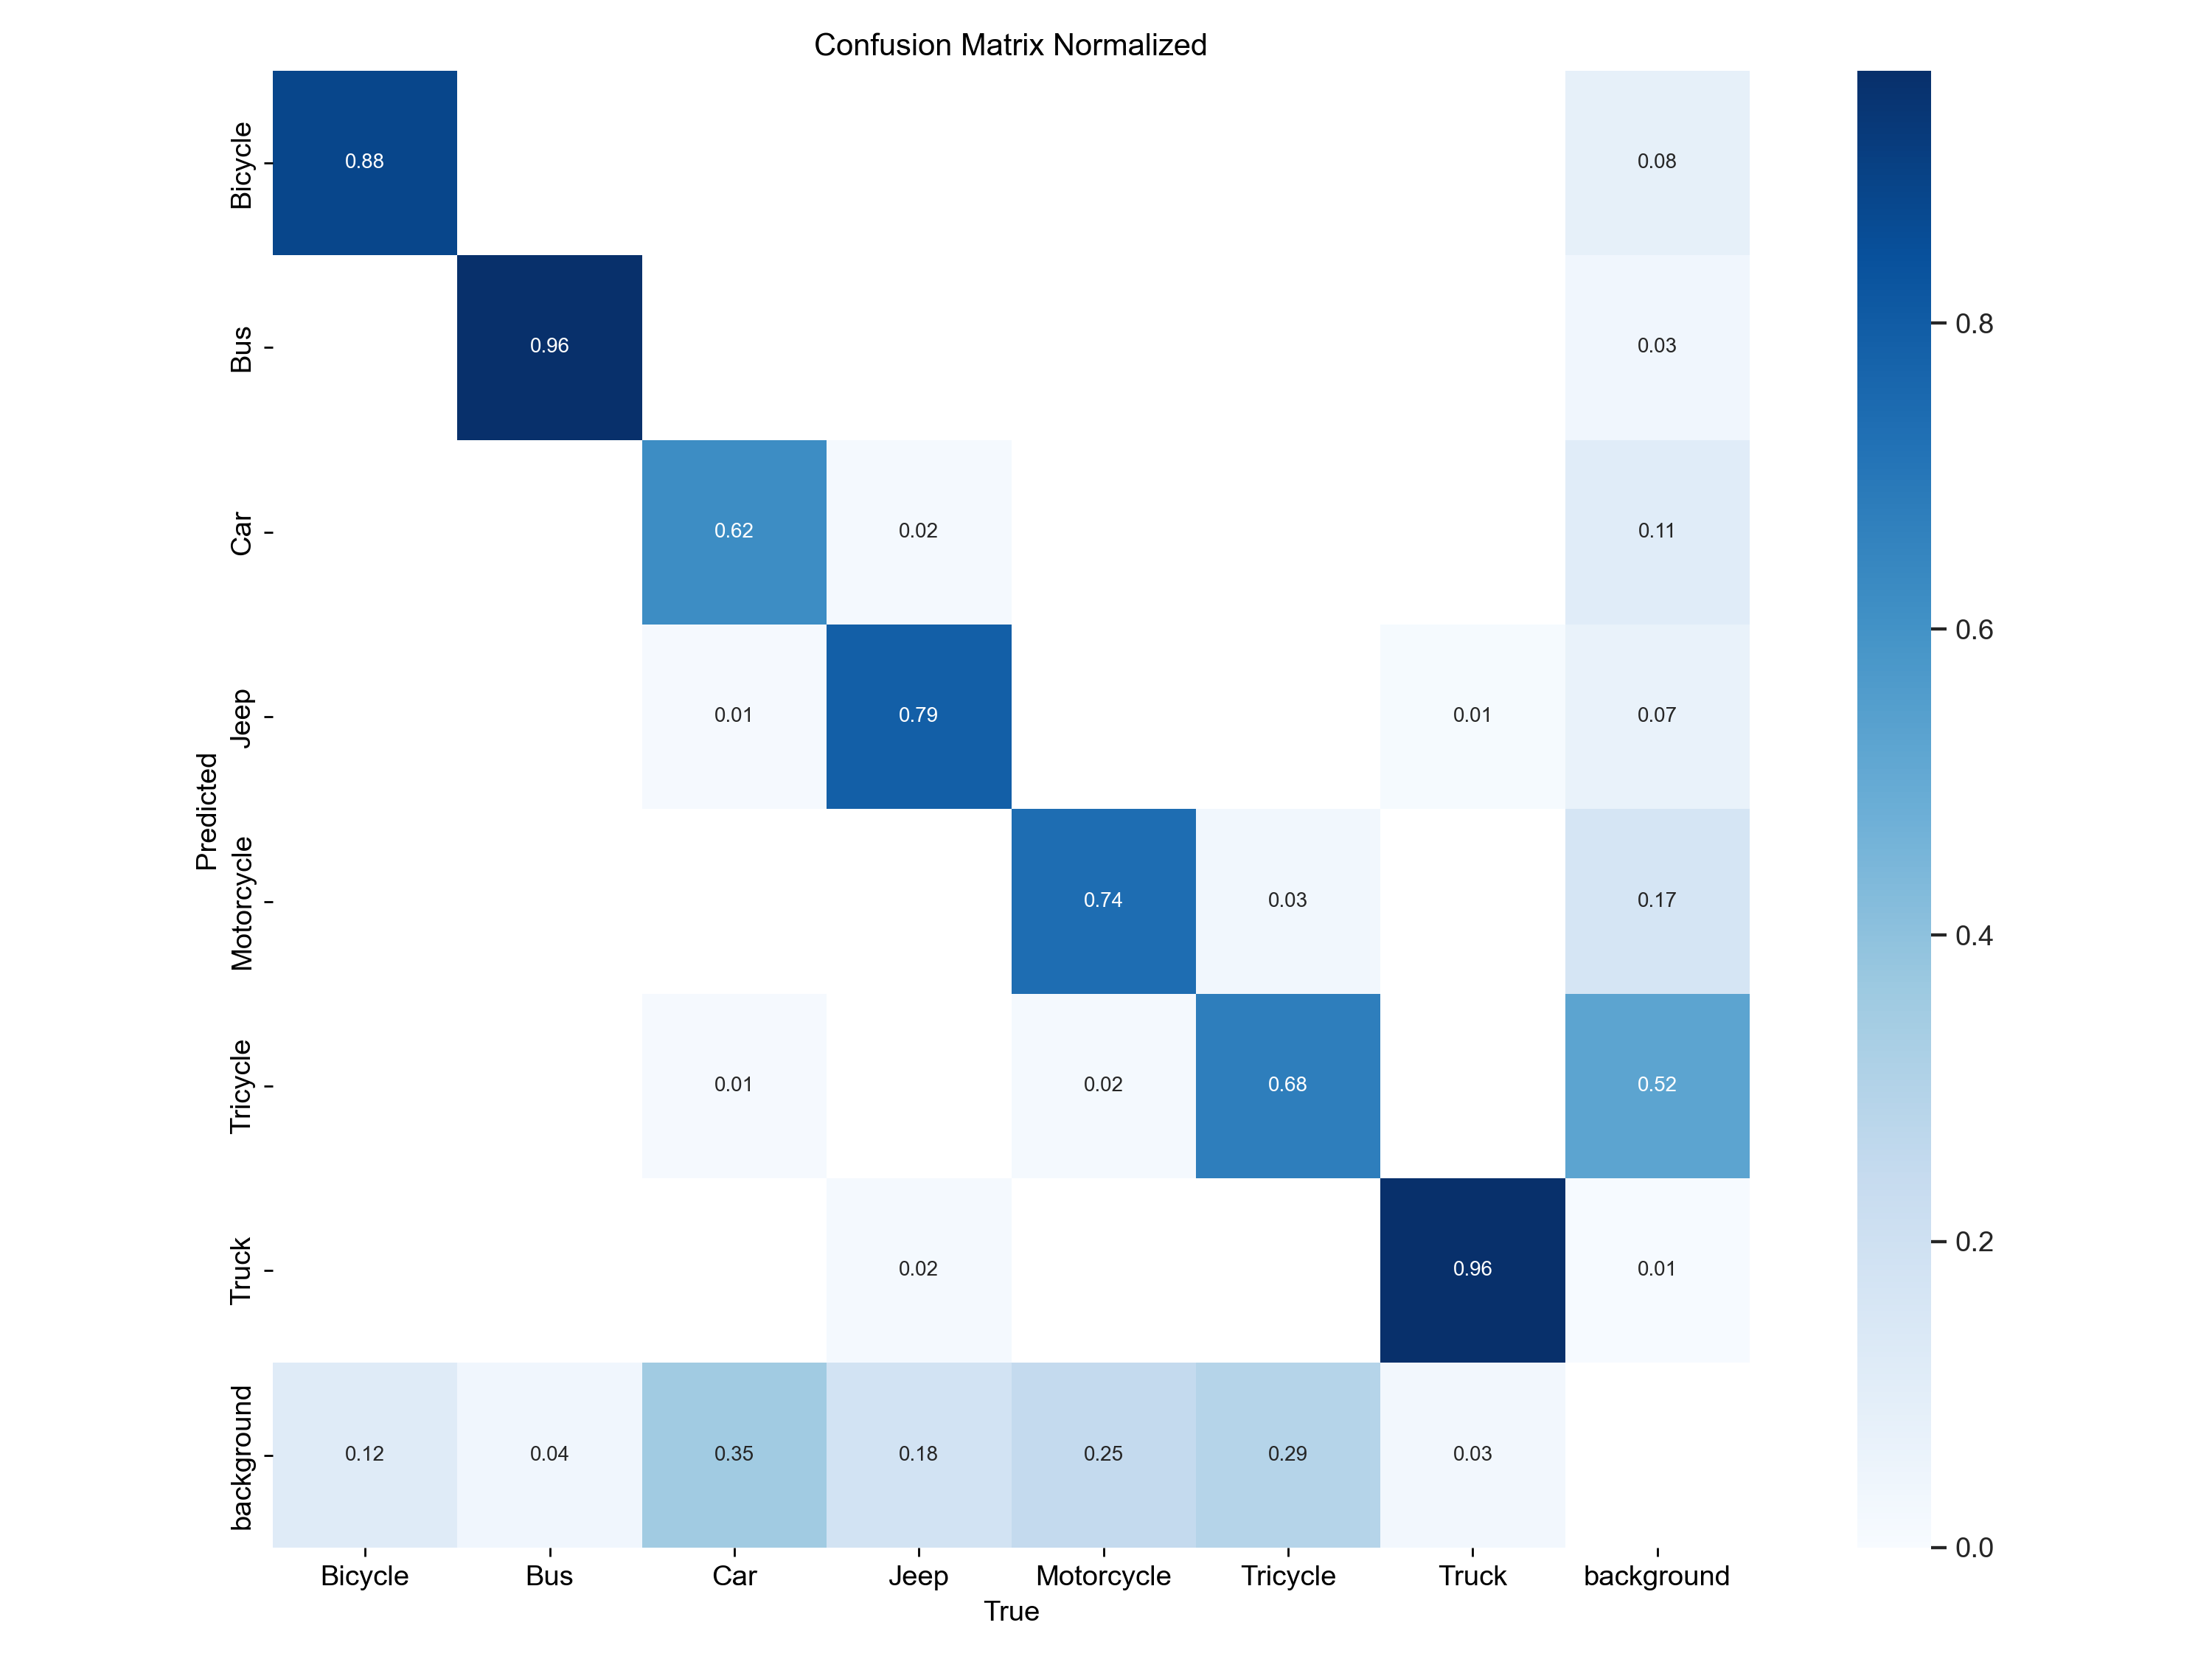 Confusion Matrix Normalized
Predicted
Bicycle 0.88 0.08
Bus 0.96 0.03
Car 0.62 0.02 0.11
Jeep 0.01 0.79 0.01 0.07
Motorcycle 0.74 0.03 0.17
Tricycle 0.01 0.02 0.68 0.52
Truck 0.02 0.96 0.01
background 0.12 0.04 0.35 0.18 0.25 0.29 0.03
Bicycle Bus Car Jeep Motorcycle Tricycle Truck background
True
0.8
0.6
0.4
0.2
0.0